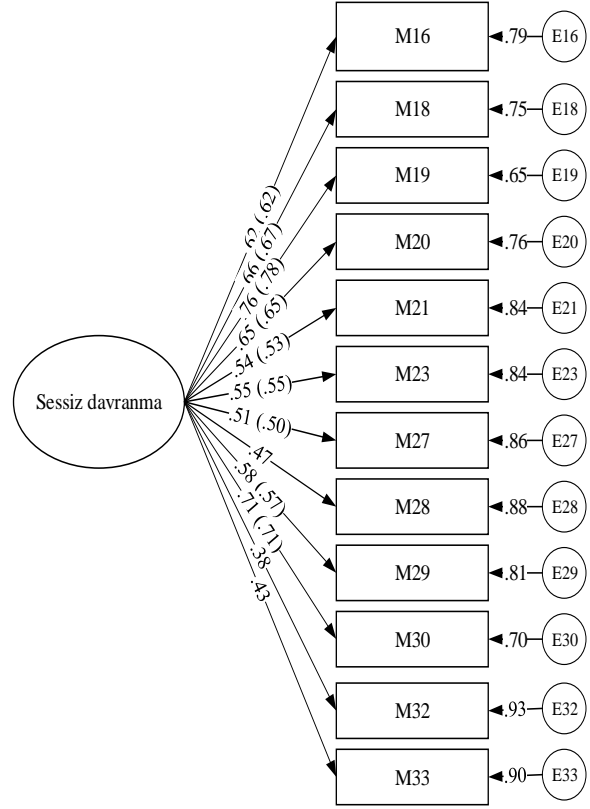 M16
.79
E16
M18
.75
E18
M19
.65
E19
M20
.76
E20
M21
.84
E21
M23
.84
E23
M27
.86
E27
M28
.88
E28
M29
.81
E29
M30
.70
E30
M32
.93
E32
M33
.90
E33
Sessiz davranma
.62 (.62)
.66 (.67)
.76 (.78)
.65 (.65)
.54 (.53)
.55 (.55)
.51 (.50)
.47
.58 (.57)
.71 (.71)
.38
.43